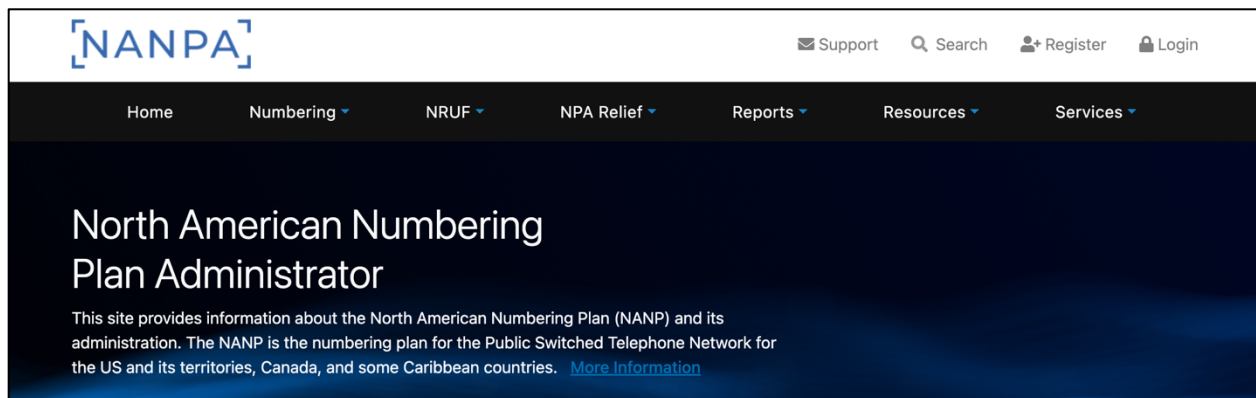 NANPA
Support Search Register Login
Home Numbering NRUF NPA Relief Reports Resources Services
North American Numbering
Plan Administrator
This site provides information about the North American Numbering Plan (NANP) and its
administration. The NANP is the numbering plan for the Public Switched Telephone Network for
the US and its territories, Canada, and some Caribbean countries. More Information